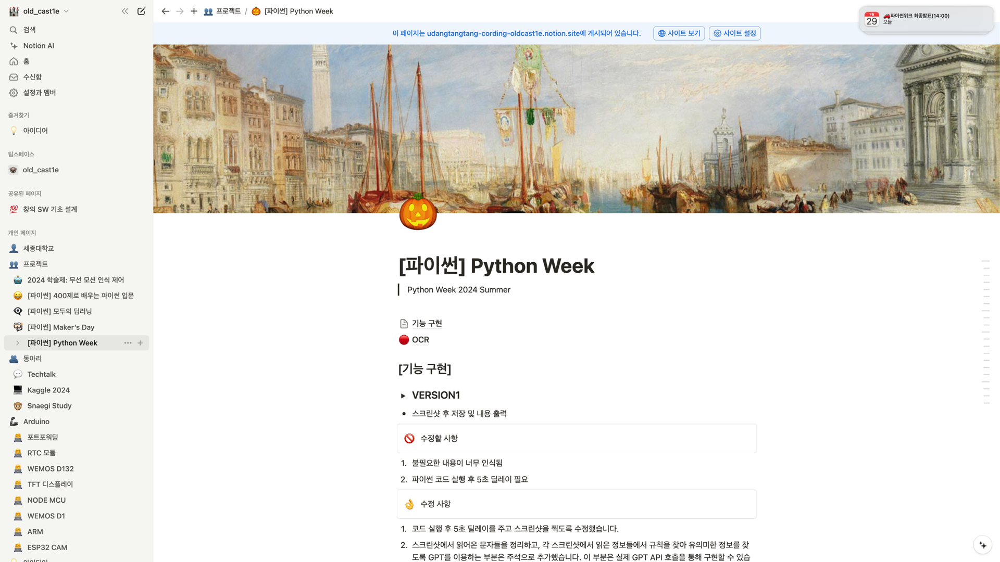 old_cast1e
검색
Notion AI
홈
수신함
설정과 멤버
즐겨찾기
아이디어
팀스페이스
old_cast1e
공유된 페이지
창의 SW 기초 설계
개인 페이지
세종대학교
프로젝트
2024 학술제: 무선 모션 인식 제어
[파이썬] 400제로 배우는 파이썬 입문
[파이썬] 모두의 딥러닝
[파이썬] Maker’s Day
[파이썬] Python Week
동아리
Techtalk
Kaggle 2024
Snaegi Study
Arduino
포트포워딩
RTC 모듈
WEMOS D132
TFT 디스플레이
NODE MCU
WEMOS D1
ARM
ESP32 CAM
아이디어
프로젝트 / [파이썬] Python Week
이 페이지는 udangtangtang-cording-oldcast1e.notion.site에 게시되어 있습니다. 사이트 보기 사이트 설정
7월
29
파이썬위크 최종발표(14:00)
오늘
[파이썬] Python Week
Python Week 2024 Summer
기능 구현
OCR
[기능 구현]
VERSION1
• 스크린샷 후 저장 및 내용 출력
수정할 사항
1. 불필요한 내용이 너무 인식됨
2. 파이썬 코드 실행 후 5초 딜레이 필요
수정 사항
1. 코드 실행 후 5초 딜레이를 주고 스크린샷을 찍도록 수정했습니다.
2. 스크린샷에서 읽어온 문자들을 정리하고, 각 스크린샷에서 읽은 정보들에서 규칙을 찾아 유의미한 정보를 찾
도록 GPT를 이용하는 부분은 주석으로 추가했습니다. 이 부분은 실제 GPT API 호출을 통해 구현할 수 있습